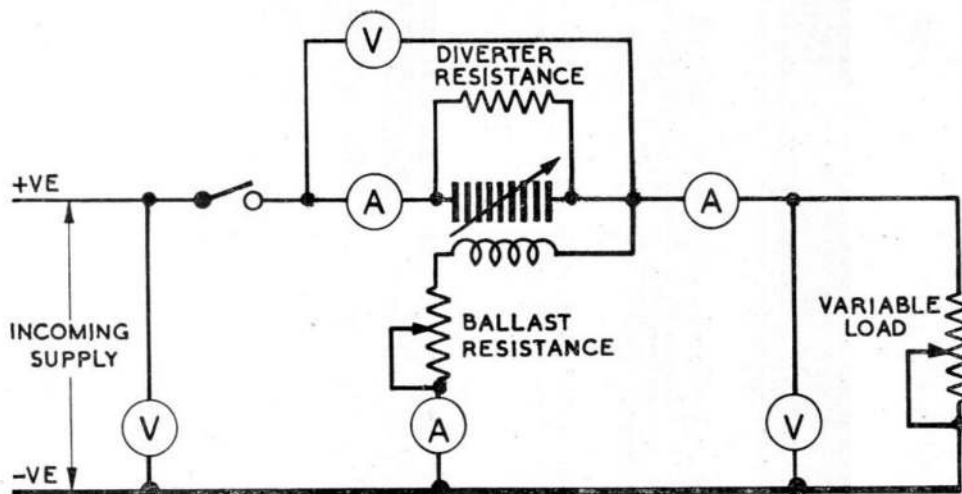 V
DIVERTER
RESISTANCE
+VE
A
A
INCOMING
SUPPLY
BALLAST
RESISTANCE
VARIABLE
LOAD
V
A
V
-VE